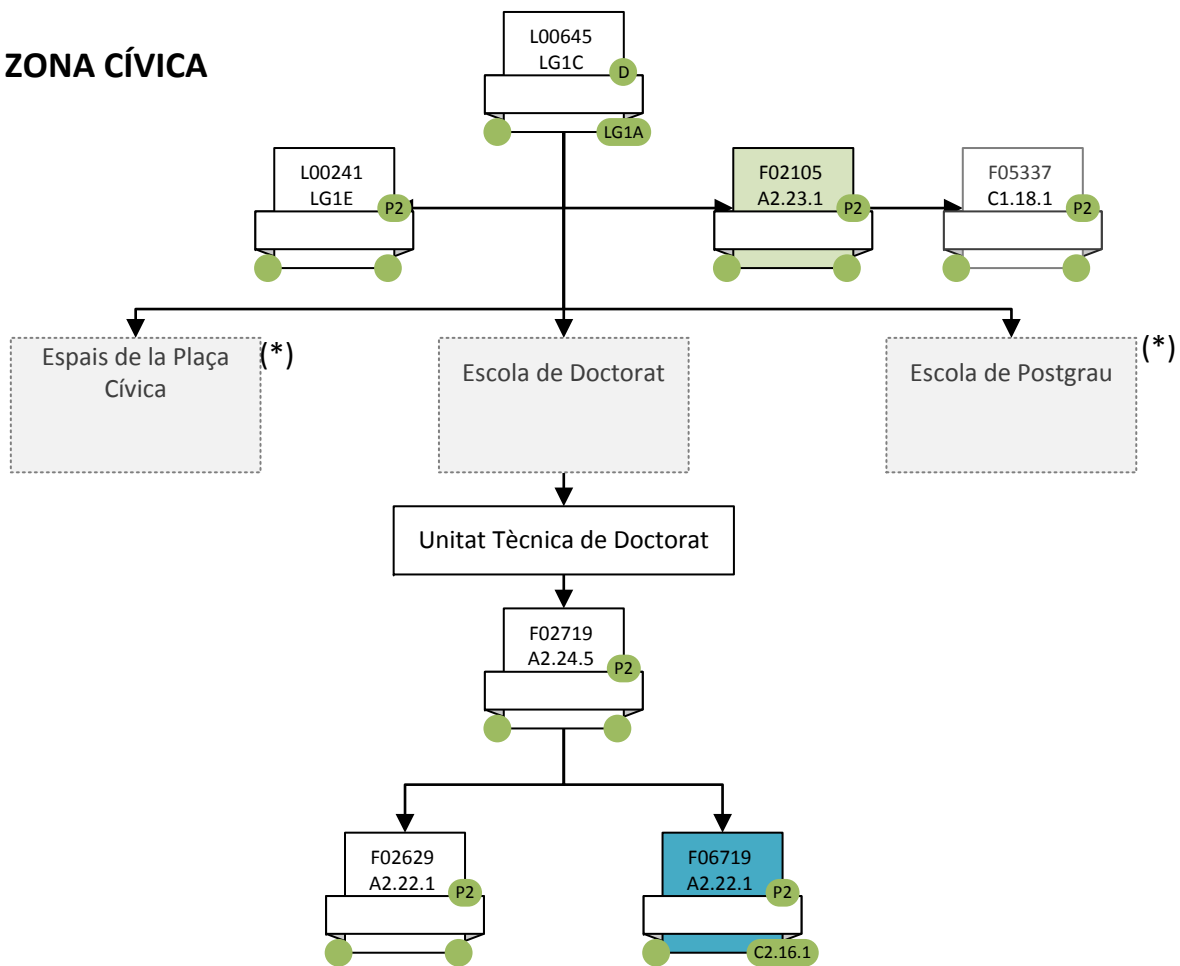 ZONA CÍVICA
L00645
LG1C
D
LG1A
L00241
LG1E
P2
F02105
A2.23.1
P2
F05337
C1.18.1
P2
Espais de la Plaça
Cívica
(*)
Escola de Doctorat
Escola de Postgrau
(*)
Unitat Tècnica de Doctorat
F02719
A2.24.5
P2
F02629
A2.22.1
P2
F06719
A2.22.1
P2
C2.16.1